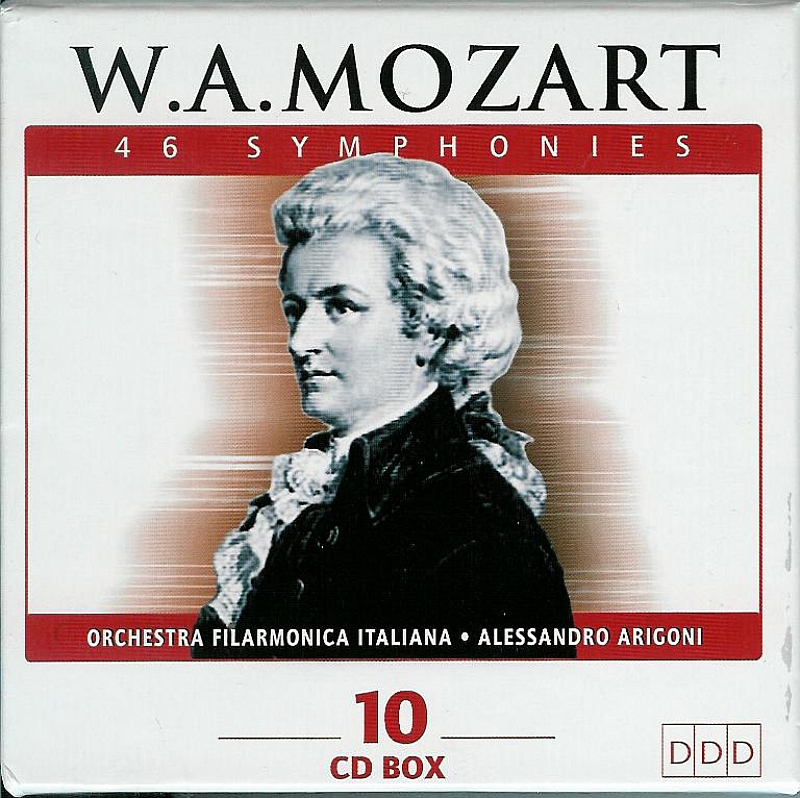 W.A.MOZART
46 SYMPHONIES
ORCHESTRA FILARMONICA ITALIANA • ALESSANDRO ARIGONI
10
CD BOX
DDD